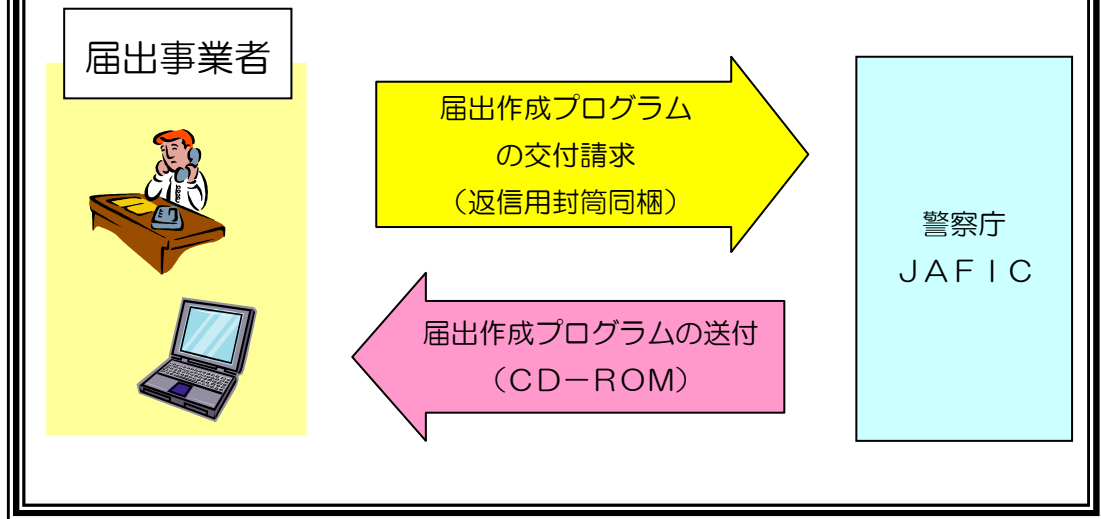 届出事業者
届出作成プログラム
の交付請求
（返信用封筒同梱）
警察庁
ＪＡＦＩＣ
届出作成プログラムの送付
（ＣＤ－ＲＯＭ）